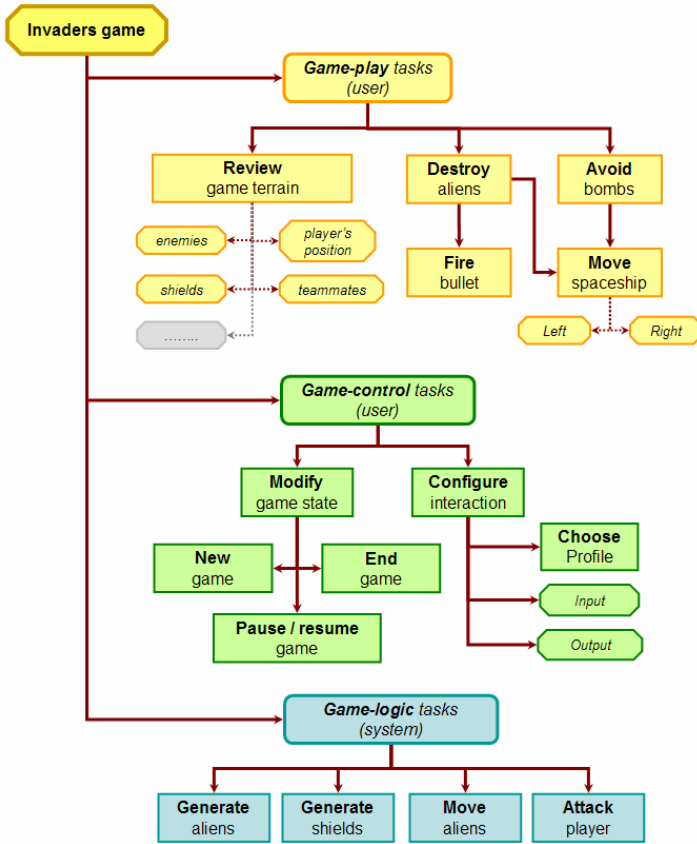 Invaders game
Game-play tasks
(user)
Review
game terrain
Destroy
aliens
Avoid
bombs
enemies
player's
position
Fire
bullet
Move
spaceship
shields
teammates
........
Left
Right
Game-control tasks
(user)
Modify
game state
Configure
interaction
New
game
End
game
Choose
Profile
Pause / resume
game
Input
Output
Game-logic tasks
(system)
Generate
aliens
Generate
shields
Move
aliens
Attack
player